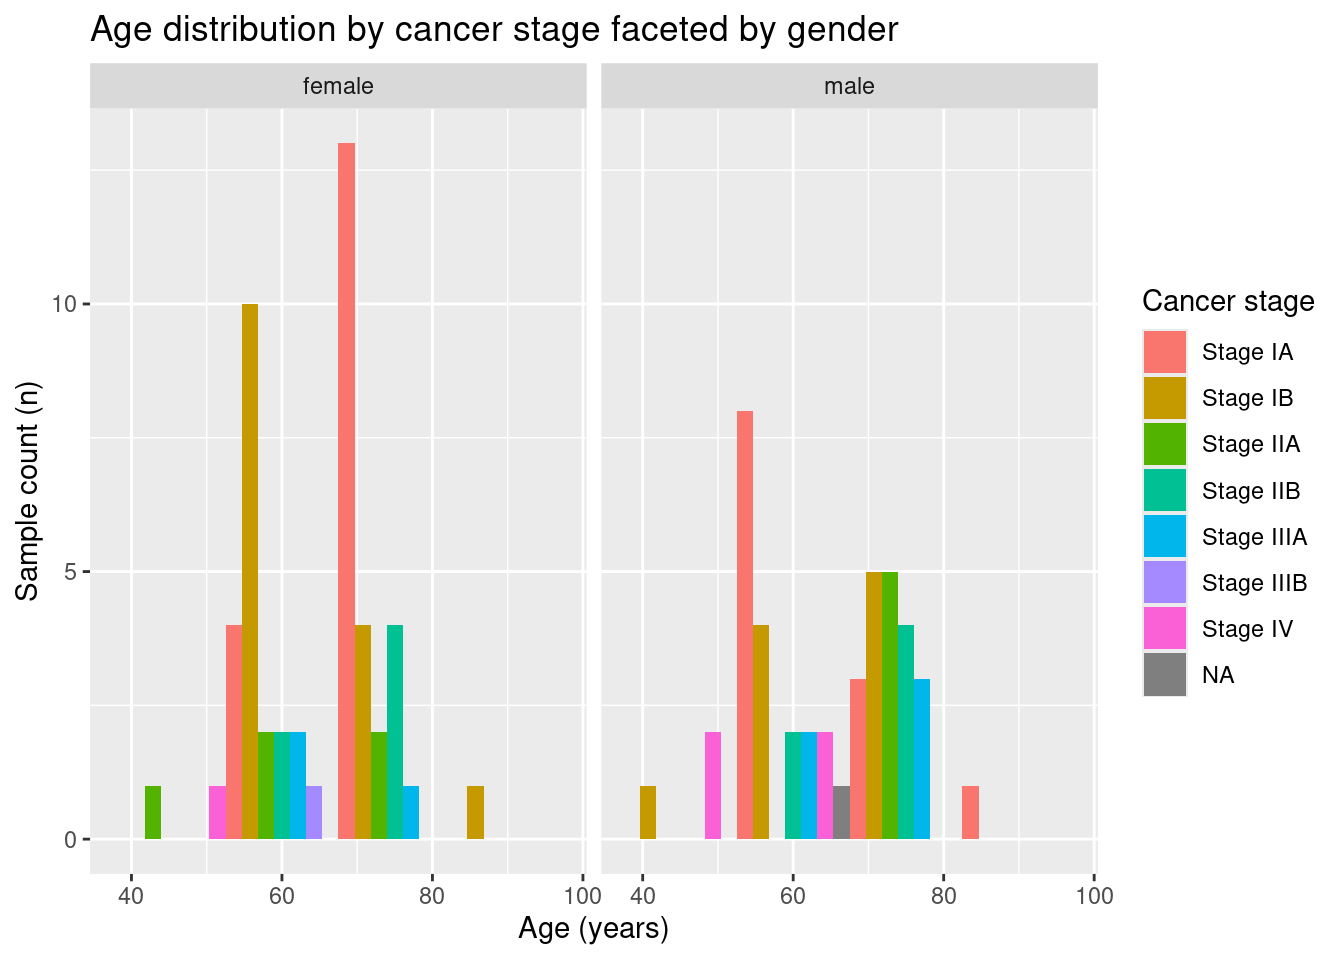 Age distribution by cancer stage faceted by gender
female
male
10
5
0
40
60
80
100
40
60
80
100
Age (years)
Sample count (n)
Cancer stage
Stage IA
Stage IB
Stage IIA
Stage IIB
Stage IIIA
Stage IIIB
Stage IV
NA